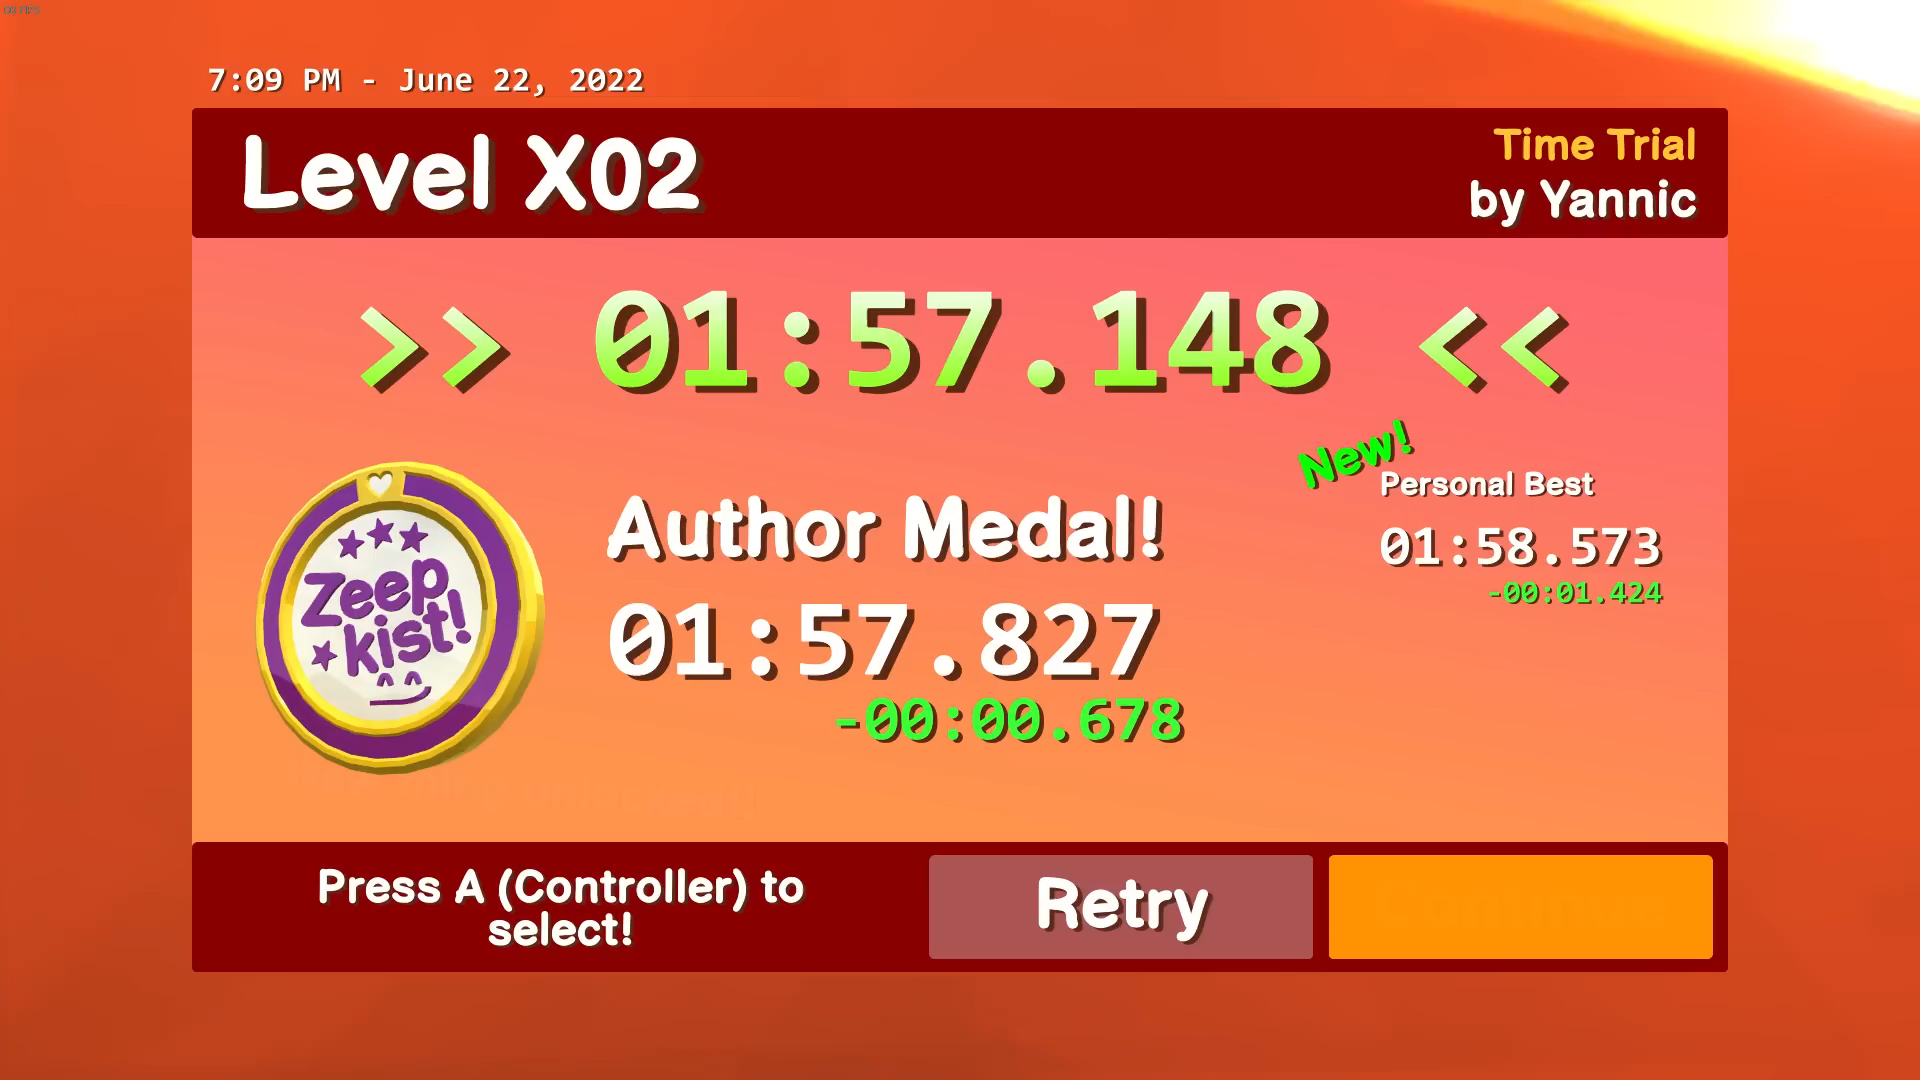 7:09 PM - June 22, 2022
Level X02
Time Trial
by Yannic
>> 01:57.148 <<
New!
Personal Best
01:58.573
-00:01.424
Zeep
kist!
Author Medal!
01:57.827
-00:00.678
Press A (Controller) to
select!
Retry